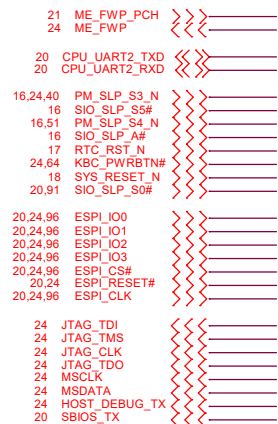 21 ME_FWP_PCH
24 ME_FWP
20 CPU_UART2_TXD
20 CPU_UART2_RXD
16,24,40 PM_SLP_S3_N
16 SIO_SLP_S5#
16,51 PM_SLP_S4_N
16 SIO_SLP_A#
17 RTC_RST_N
24,64 KBC_PWRBTN#
18 SYS_RESET_N
20,91 SIO_SLP_S0#
20,24,96 ESPI_IO0
20,24,96 ESPI_IO1
20,24,96 ESPI_IO2
20,24,96 ESPI_IO3
20,24,96 ESPI_CS#
20,24 ESPI_RESET#
20,24,96 ESPI_CLK
24 JTAG_TDI
24 JTAG_TMS
24 JTAG_CLK
24 JTAG_TDO
24 MSCLK
24 MSDATA
24 HOST_DEBUG_TX
20 SBIOS_TX